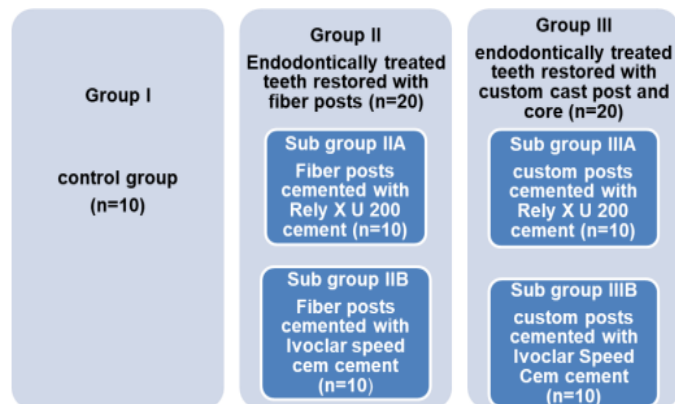 Group I
control group
(n=10)
Group II
Endodontically treated
teeth restored with
fiber posts (n=20)
Sub group IIA
Fiber posts
cemented with
Rely X U 200
cement (n=10)
Sub group IIB
Fiber posts
cemented with
Ivoclar speed
cem cement
(n=10)
Group III
endodontically treated
teeth restored with
custom cast post and
core (n=20)
Sub group IIIA
custom posts
cemented with
Rely X U 200
cement (n=10)
Sub group IIIB
custom posts
cemented with
Ivoclar Speed
Cem cement
(n=10)